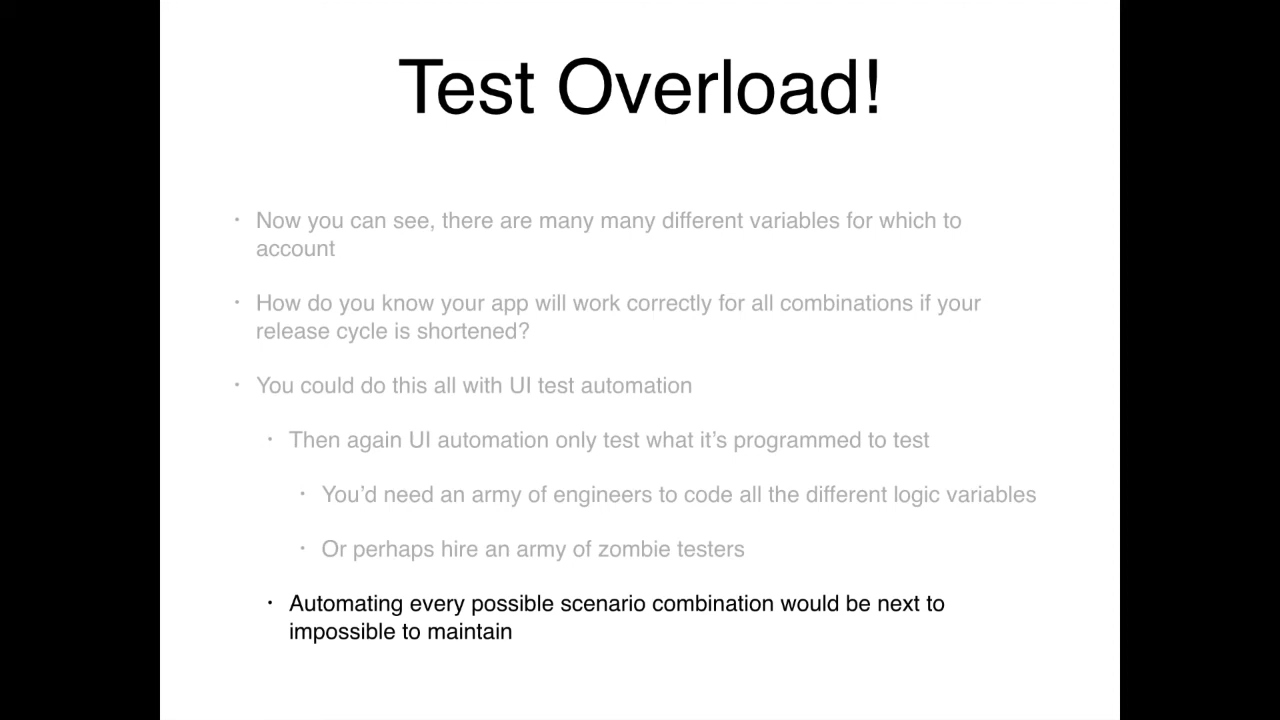 Test Overload!
• Now you can see, there are many many different variables for which to
account
• How do you know your app will work correctly for all combinations if your
release cycle is shortened?
• You could do this all with UI test automation
• Then again UI automation only test what it’s programmed to test
• You’d need an army of engineers to code all the different logic variables
• Or perhaps hire an army of zombie testers
• Automating every possible scenario combination would be next to
impossible to maintain